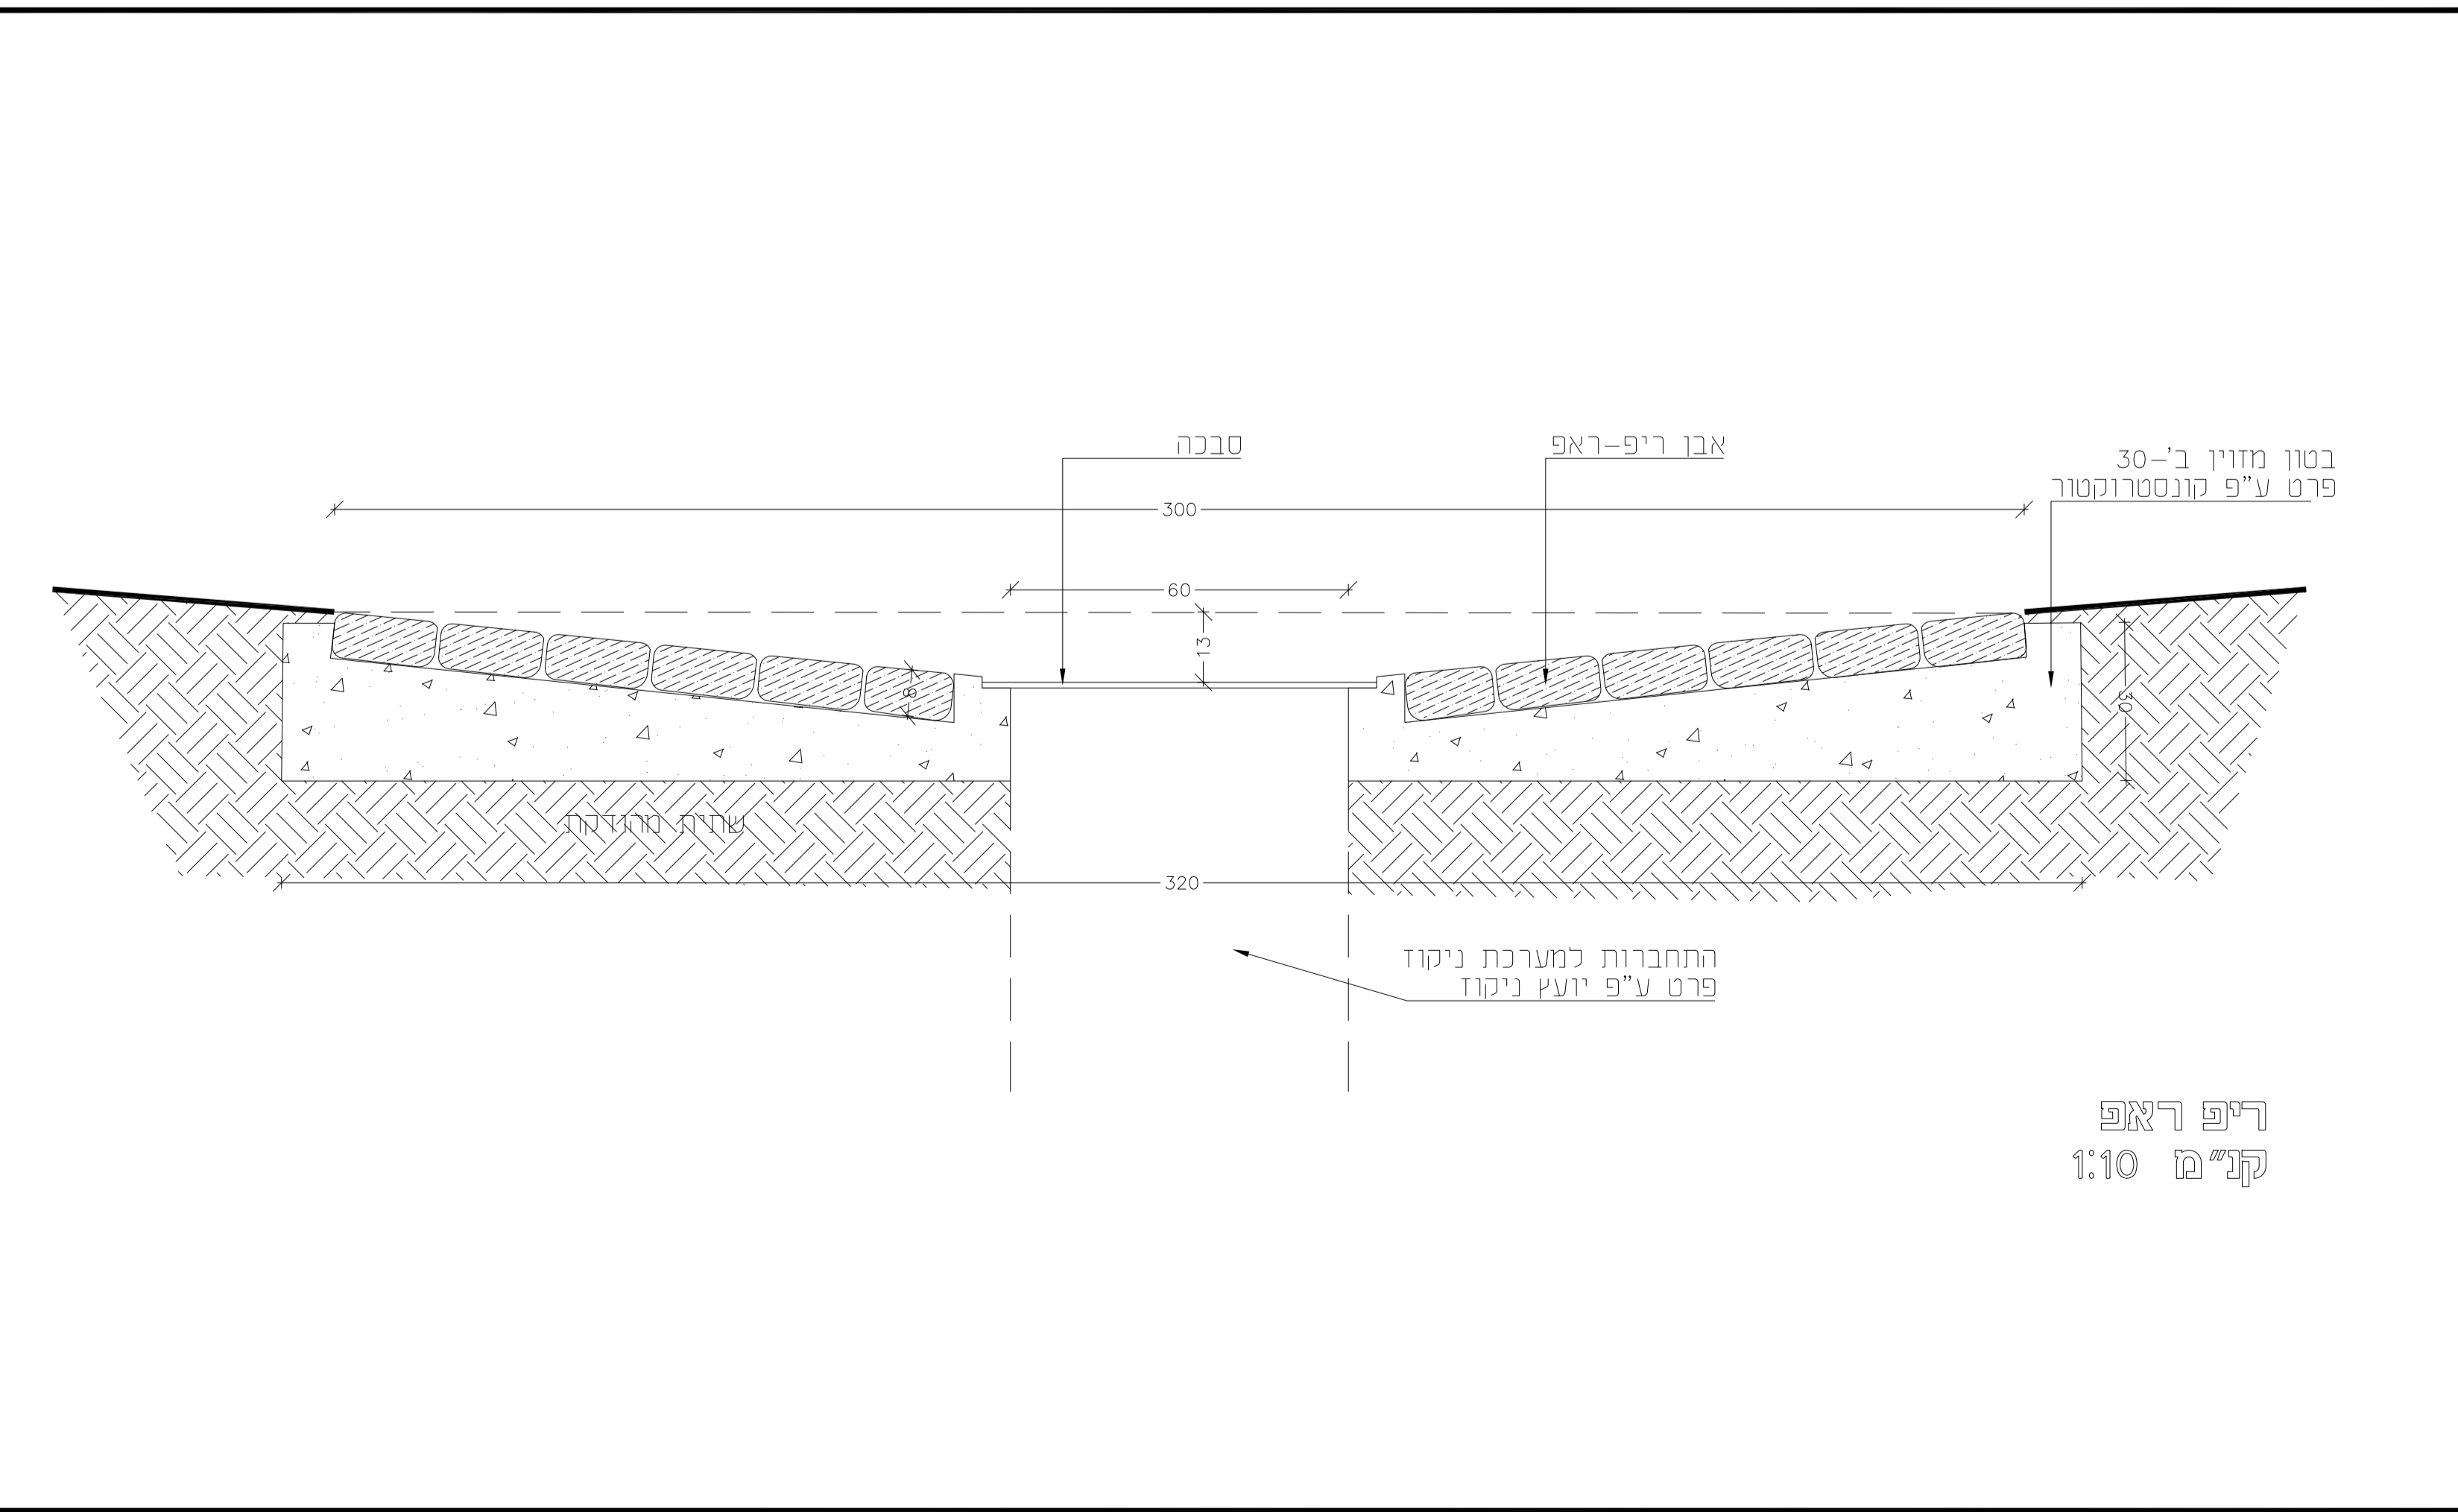 סבכה
אבן ריפ-ראפ
בטון מזוין ב'-30
פרט ע"פ קונסטרוקטור
300
60
13
8
30
שתית מהודקת
320
התחברות למערכת ניקוז
פרט ע"פ יועץ ניקוז
ריפ ראפ
קנ"מ 1:10